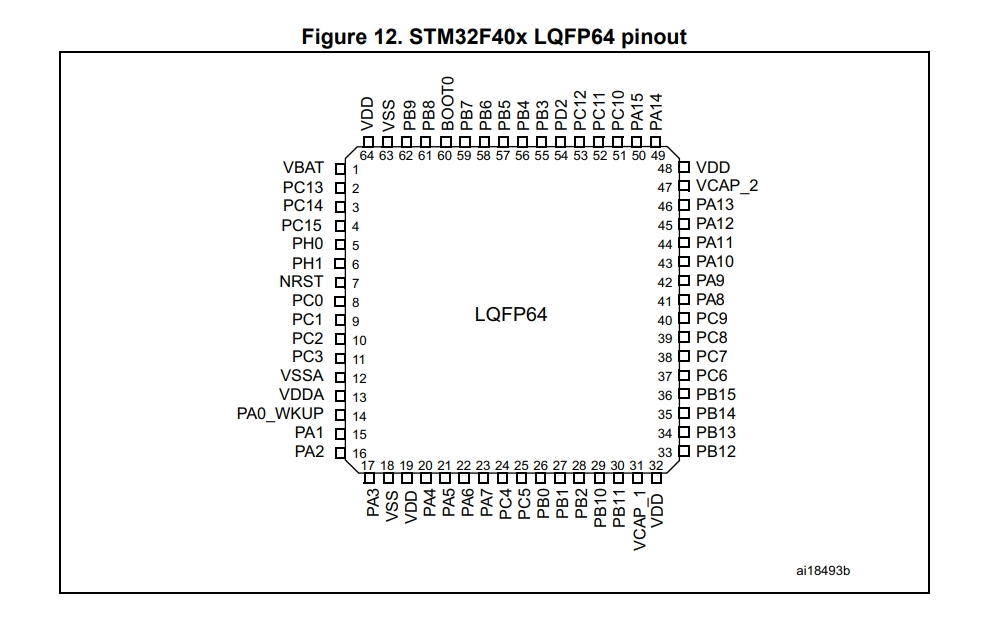 Figure 12. STM32F40x LQFP64 pinout
VDD
VSS
PB9
PB8
BOOT0
PB7
PB6
PB5
PB4
PB3
PD2
PC12
PC11
PC10
PA15
PA14
64 63 62 61 60 59 58 57 56 55 54 53 52 51 50 49
VBAT 1
PC13 2
PC14 3
PC15 4
PH0 5
PH1 6
NRST 7
PC0 8
PC1 9
PC2 10
PC3 11
VSSA 12
VDDA 13
PA0_WKUP 14
PA1 15
PA2 16
LQFP64
48 VDD
47 VCAP_2
46 PA13
45 PA12
44 PA11
43 PA10
42 PA9
41 PA8
40 PC9
39 PC8
38 PC7
37 PC6
36 PB15
35 PB14
34 PB13
33 PB12
17 18 19 20 21 22 23 24 25 26 27 28 29 30 31 32
PA3
VSS
VDD
PA4
PA5
PA6
PA7
PC4
PC5
PB0
PB1
PB2
PB10
PB11
VCAP_1
VDD
ai18493b